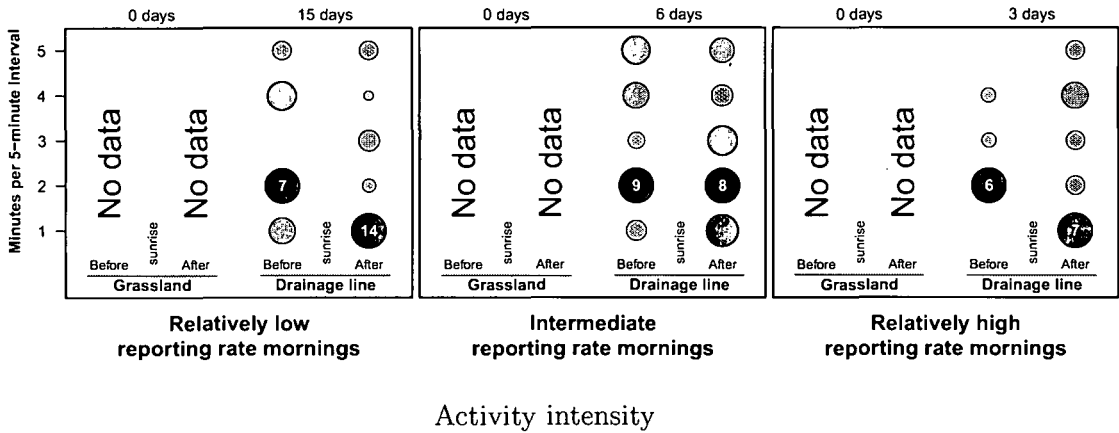 0 days 15 days 0 days 6 days 0 days 3 days
Minutes per 5-minute interval
5
4
3
2
1
No data
sunrise
No data
7
sunrise
14
Before After Before After
Grassland Drainage line
No data
sunrise
No data
9
sunrise
8
Before After Before After
Grassland Drainage line
No data
sunrise
No data
6
sunrise
7
Before After Before After
Grassland Drainage line
Relatively low
reporting rate mornings
Intermediate
reporting rate mornings
Relatively high
reporting rate mornings
Activity intensity